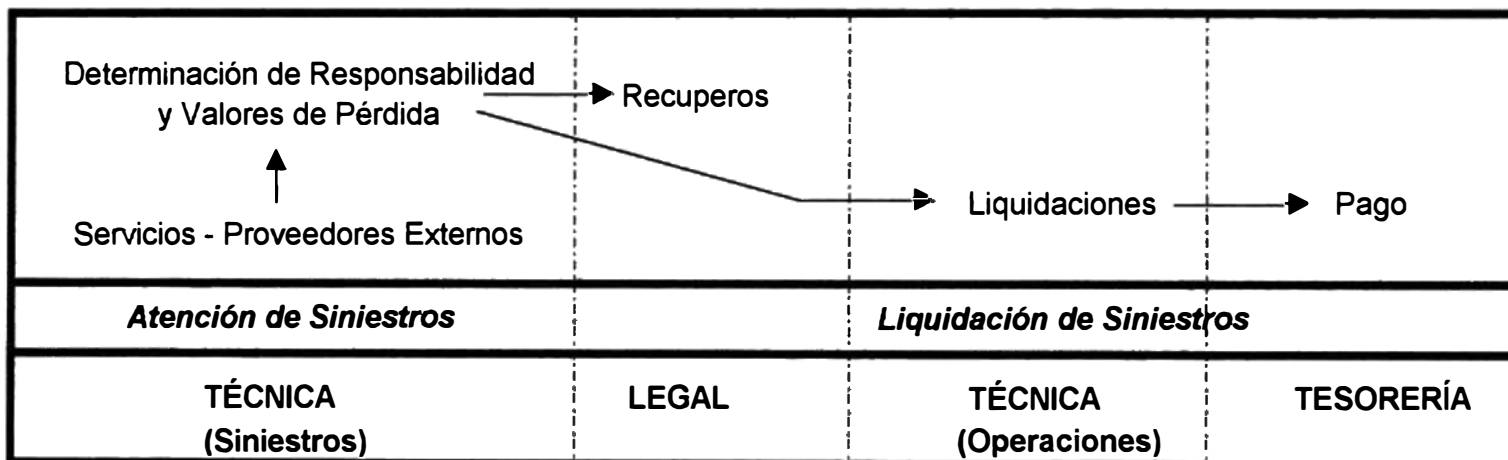 Determinación de Responsabilidad
y Valores de Pérdida
Recuperos
Servicios - Proveedores Externos
Liquidaciones
Pago
Atención de Siniestros
Liquidación de Siniestros
TÉCNICA
(Siniestros)
LEGAL
TÉCNICA
(Operaciones)
TESORERÍA